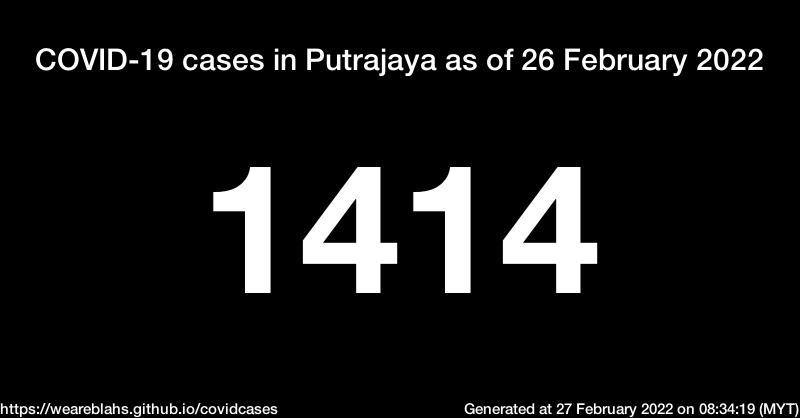 COVID-19 cases in Putrajaya as of 26 February 2022
1414
https://weareblahs.github.io/covidcases
Generated at 27 February 2022 on 08:34:19 (MYT)